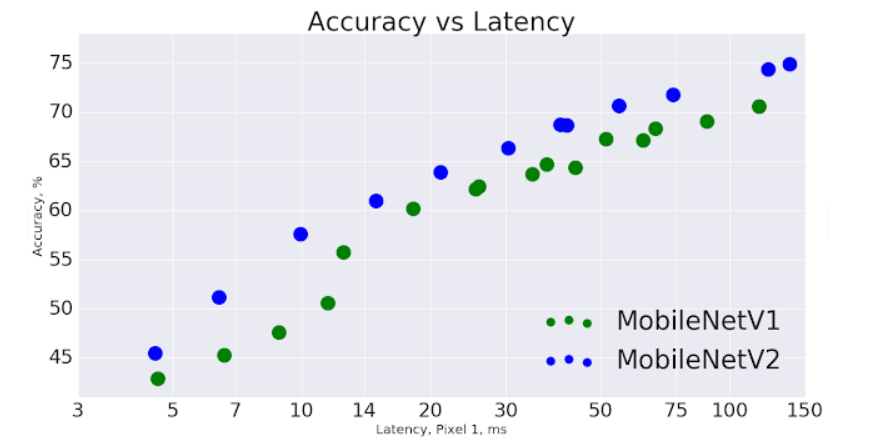 Accuracy vs Latency
75
70
65
60
55
50
45
Accuracy, %
MobileNetV1
MobileNetV2
3 5 7 10 14 20 30 50 75 100 150
Latency, Pixel 1, ms